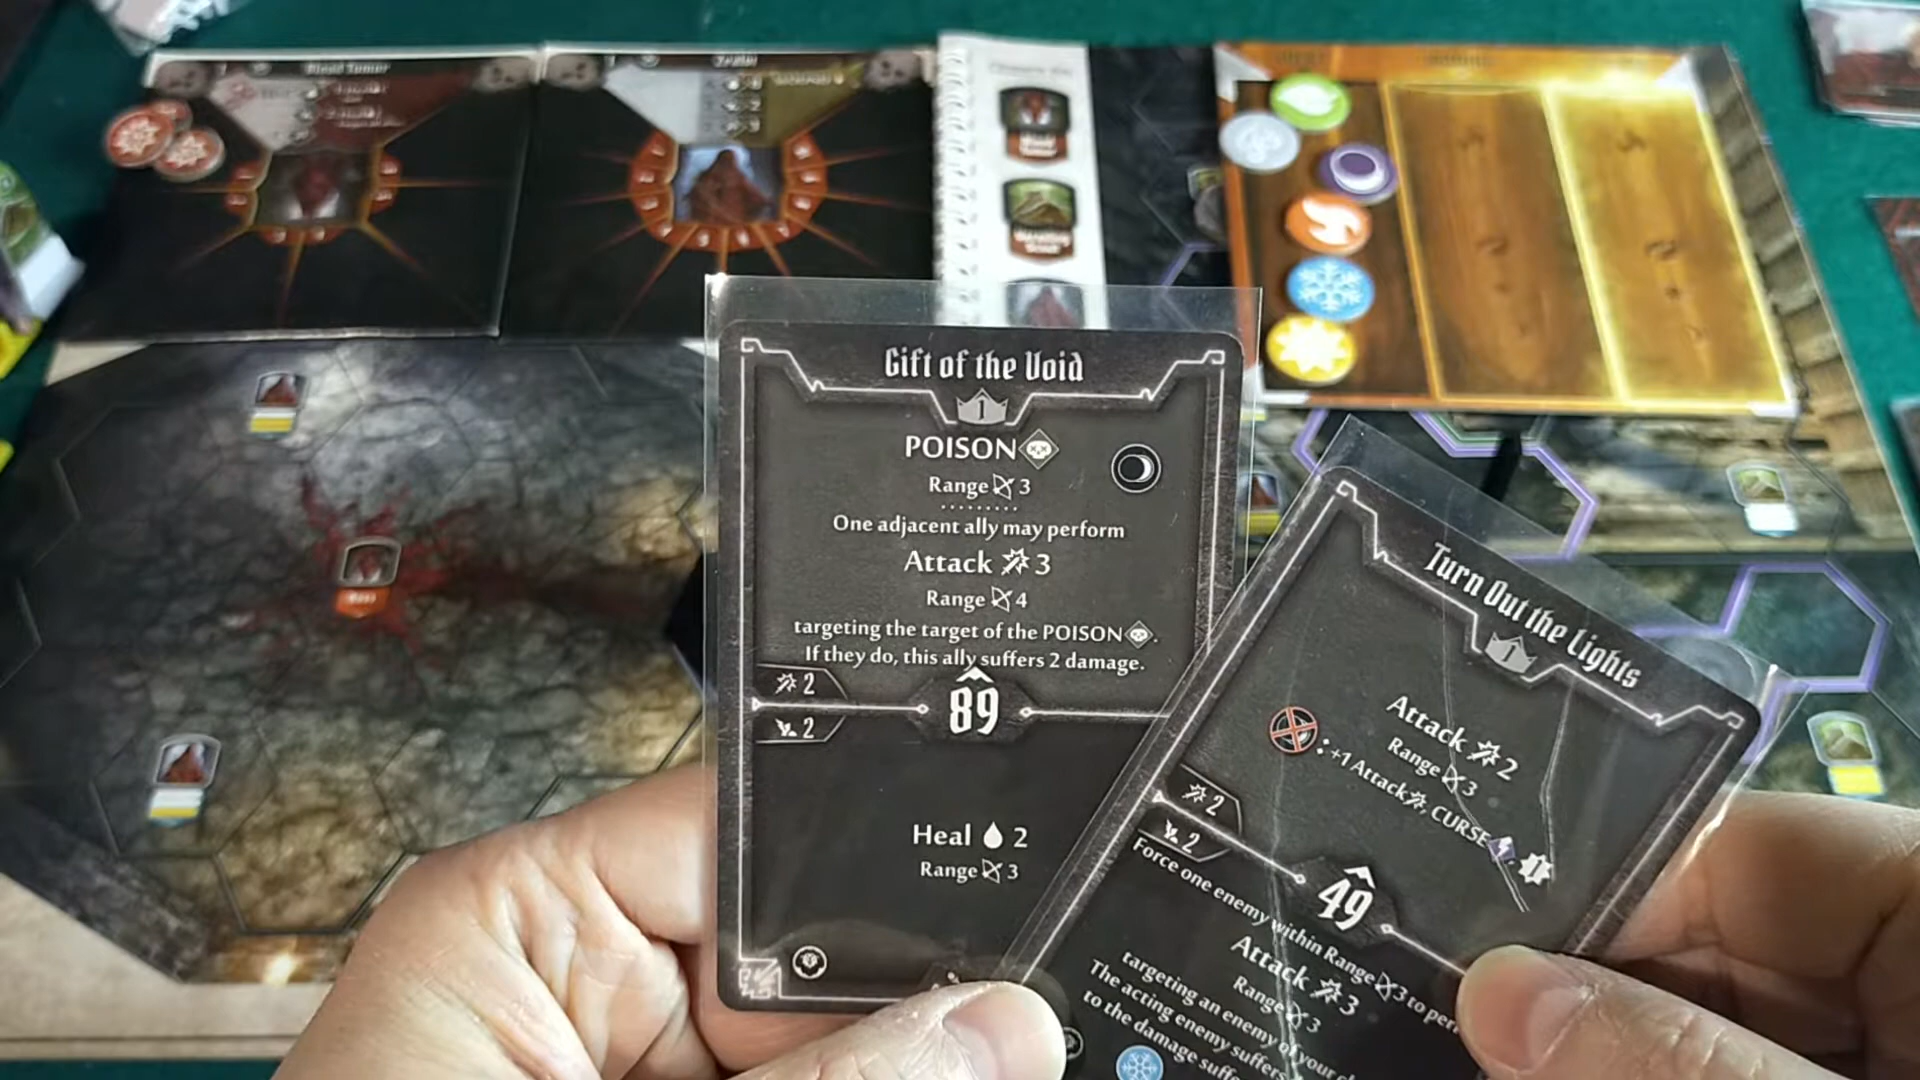 Gift of the Void
1
POISON
Range 3
One adjacent ally may perform
Attack 3
Range 4
targeting the target of the POISON.
If they do, this ally suffers 2 damage.
2
89
2
Heal 2
Range 3
Turn Out the Lights
1
Attack 2
Range 3
: +1 Attack, CURSE
2
49
2
Force one enemy within Range 3 to
Attack 3
Range 3
targeting an enemy of your
The acting enemy suffers
to the damage